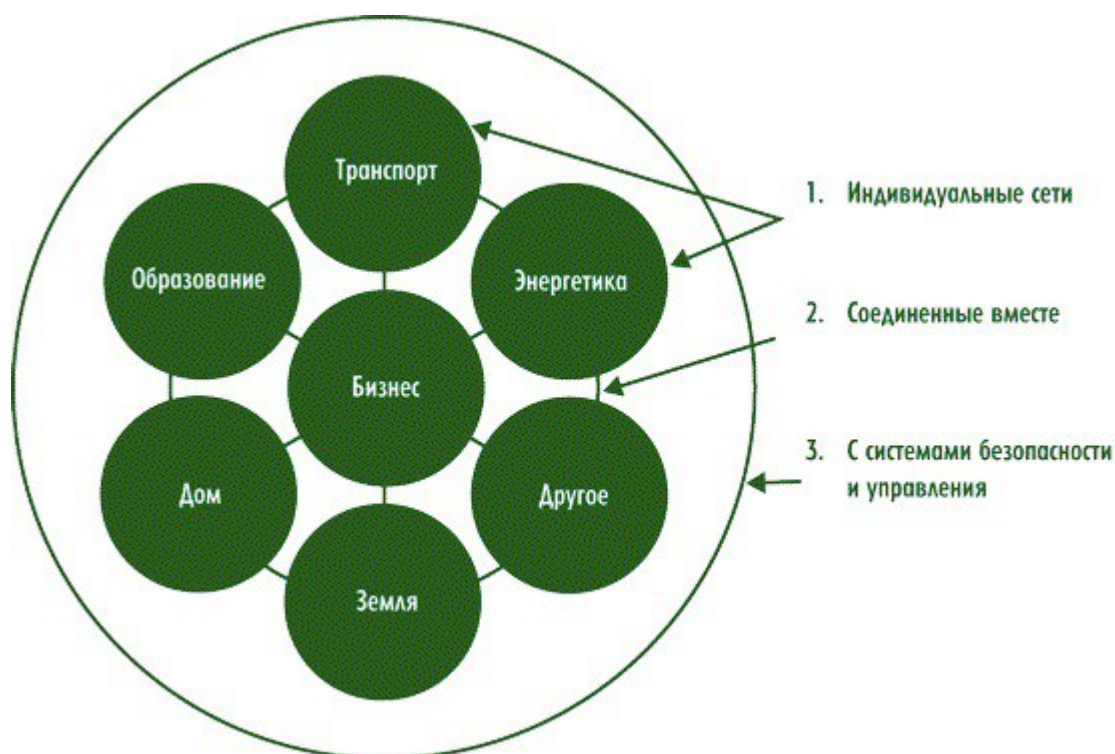 Транспорт
Образование
Энергетика
Бизнес
Дом
Другое
Земля
1. Индивидуальные сети
2. Соединенные вместе
3. С системами безопасности
и управления